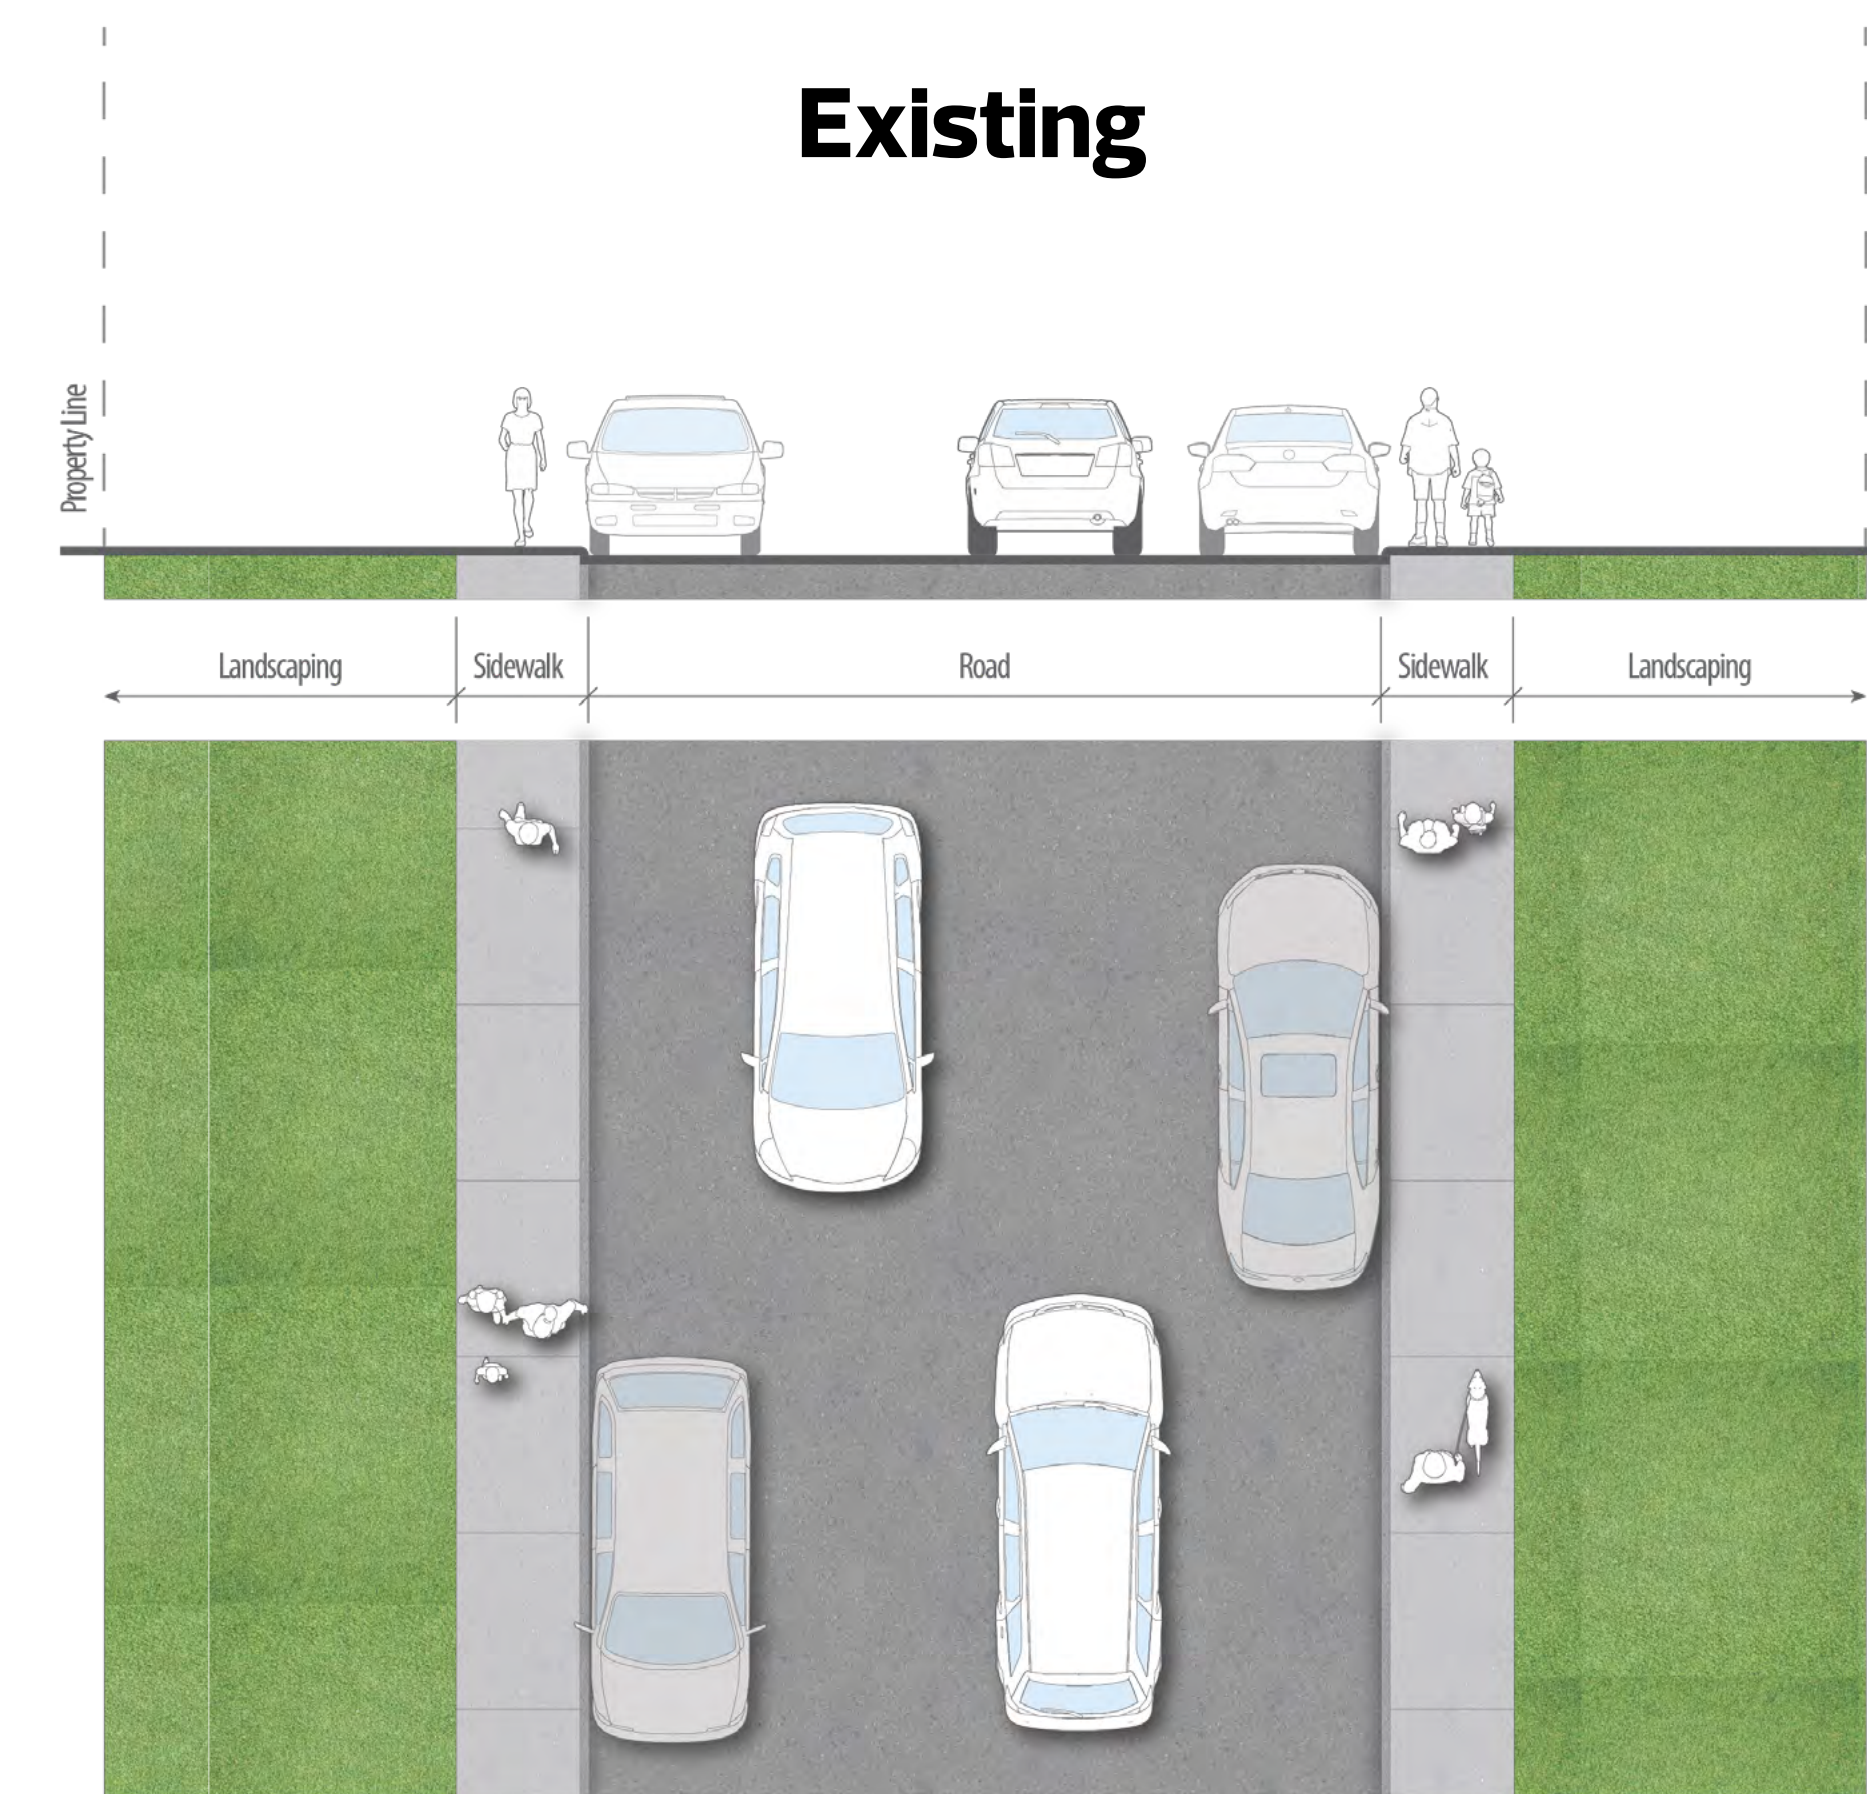 Existing
Property Line
Landscaping
Sidewalk
Road
Sidewalk
Landscaping